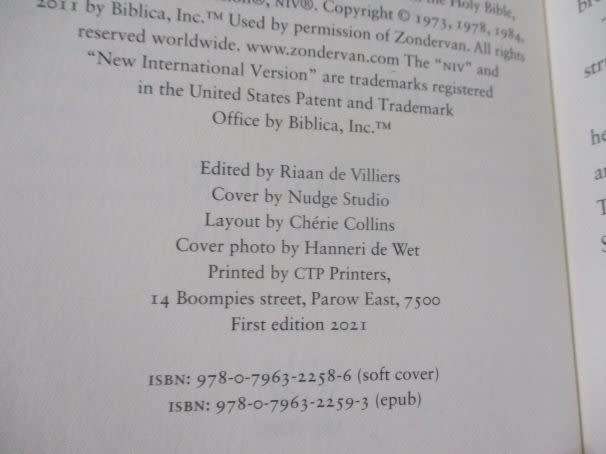 NIV®. Copyright © 1973, 1978, 1984,
2011 by Biblica, Inc.™ Used by permission of Zondervan. All rights
reserved worldwide. www.zondervan.com The “NIV” and
“New International Version” are trademarks registered
in the United States Patent and Trademark
Office by Biblica, Inc.™
Edited by Riaan de Villiers
Cover by Nudge Studio
Layout by Chérie Collins
Cover photo by Hanneri de Wet
Printed by CTP Printers,
14 Boompies street, Parow East, 7500
First edition 2021
ISBN: 978-0-7963-2258-6 (soft cover)
ISBN: 978-0-7963-2259-3 (epub)